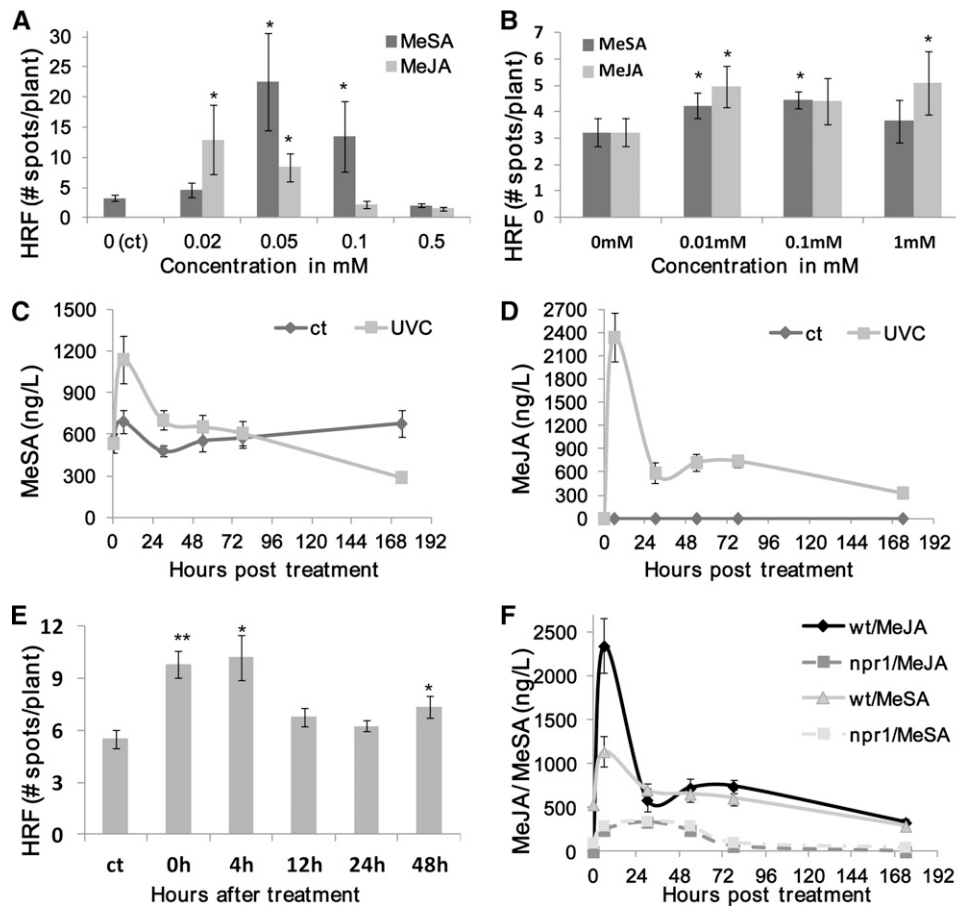 A
HRF (# spots/plant)
30
25
20
15
10
5
0
*
*
*
*
MeSA
MeJA
0 (ct) 0.02 0.05 0.1 0.5
Concentration in mM
B
HRF (# spots/plant)
7
6
5
4
3
2
1
0
MeSA
MeJA
* * * *
0mM 0.01mM 0.1mM 1mM
Concentration in mM
C
MeSA (ng/L)
1500
1200
900
600
300
0
ct UVC
0 24 48 72 96 120 144 168 192
Hours post treatment
D
MeJA (ng/L)
2700
2400
2100
1800
1500
1200
900
600
300
0
ct UVC
0 24 48 72 96 120 144 168 192
Hours post treatment
E
HRF (# spots/plant)
12
9
6
3
0
** * *
ct 0h 4h 12h 24h 48h
Hours after treatment
F
MeJA/ MeSA (ng/L)
2500
2000
1500
1000
500
0
wt/MeJA
npr1/MeJA
wt/MeSA
npr1/MeSA
0 24 48 72 96 120 144 168 192
Hours post treatment